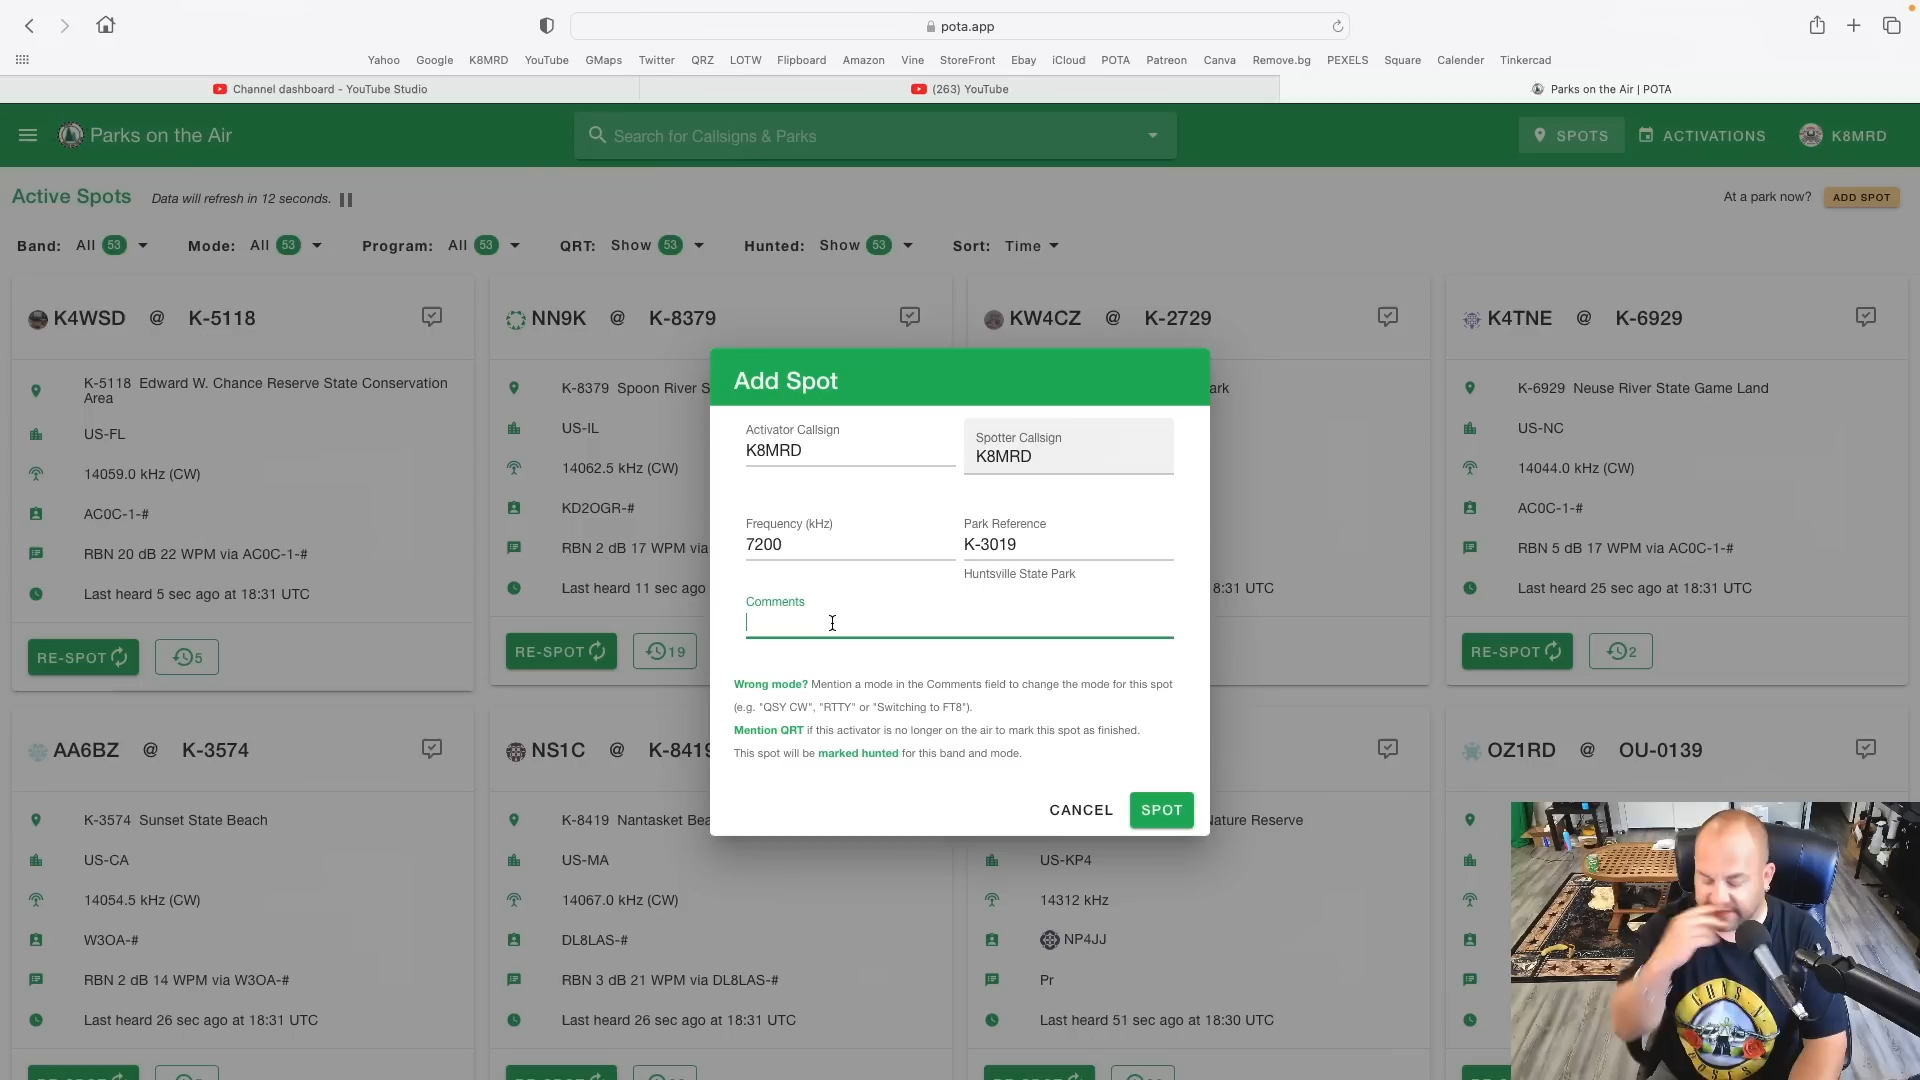 pota.app
Yahoo Google K8MRD YouTube GMaps Twitter QRZ LOTW Flipboard Amazon Vine StoreFront Ebay iCloud POTA Patreon Canva Remove.bg PEXELS Square Calender Tinkercad
Channel dashboard - YouTube Studio
(263) YouTube
Parks on the Air | POTA
Parks on the Air
Search for Callsigns & Parks
SPOTS
ACTIVATIONS
K8MRD
Active Spots
Data will refresh in 12 seconds.
At a park now?
ADD SPOT
Band: All 53
Mode: All 53
Program: All 53
QRT: Show 53
Hunted: Show 53
Sort: Time
K4WSD @ K-5118
K-5118 Edward W. Chance Reserve State Conservation
Area
US-FL
14059.0 kHz (CW)
AC0C-1-#
RBN 20 dB 22 WPM via AC0C-1-#
Last heard 5 sec ago at 18:31 UTC
RE-SPOT
5
NN9K @ K-8379
K-8379 Spoon River S
US-IL
14062.5 kHz (CW)
KD2OGR-#
RBN 2 dB 17 WPM via
Last heard 11 sec ago
RE-SPOT
19
KW4CZ @ K-2729
ark
8:31 UTC
K4TNE @ K-6929
K-6929 Neuse River State Game Land
US-NC
14044.0 kHz (CW)
AC0C-1-#
RBN 5 dB 17 WPM via AC0C-1-#
Last heard 25 sec ago at 18:31 UTC
RE-SPOT
2
Add Spot
Activator Callsign
K8MRD
Spotter Callsign
K8MRD
Frequency (kHz)
7200
Park Reference
K-3019
Huntsville State Park
Comments
Wrong mode? Mention a mode in the Comments field to change the mode for this spot
(e.g. "QSY CW", "RTTY" or "Switching to FT8").
Mention QRT if this activator is no longer on the air to mark this spot as finished.
This spot will be marked hunted for this band and mode.
CANCEL
SPOT
AA6BZ @ K-3574
K-3574 Sunset State Beach
US-CA
14054.5 kHz (CW)
W3OA-#
RBN 2 dB 14 WPM via W3OA-#
Last heard 26 sec ago at 18:31 UTC
NS1C @ K-8419
K-8419 Nantasket Bea
US-MA
14067.0 kHz (CW)
DL8LAS-#
RBN 3 dB 21 WPM via DL8LAS-#
Last heard 26 sec ago at 18:31 UTC
Nature Reserve
US-KP4
14312 kHz
NP4JJ
Pr
Last heard 51 sec ago at 18:30 UTC
OZ1RD @ OU-0139
GUNS